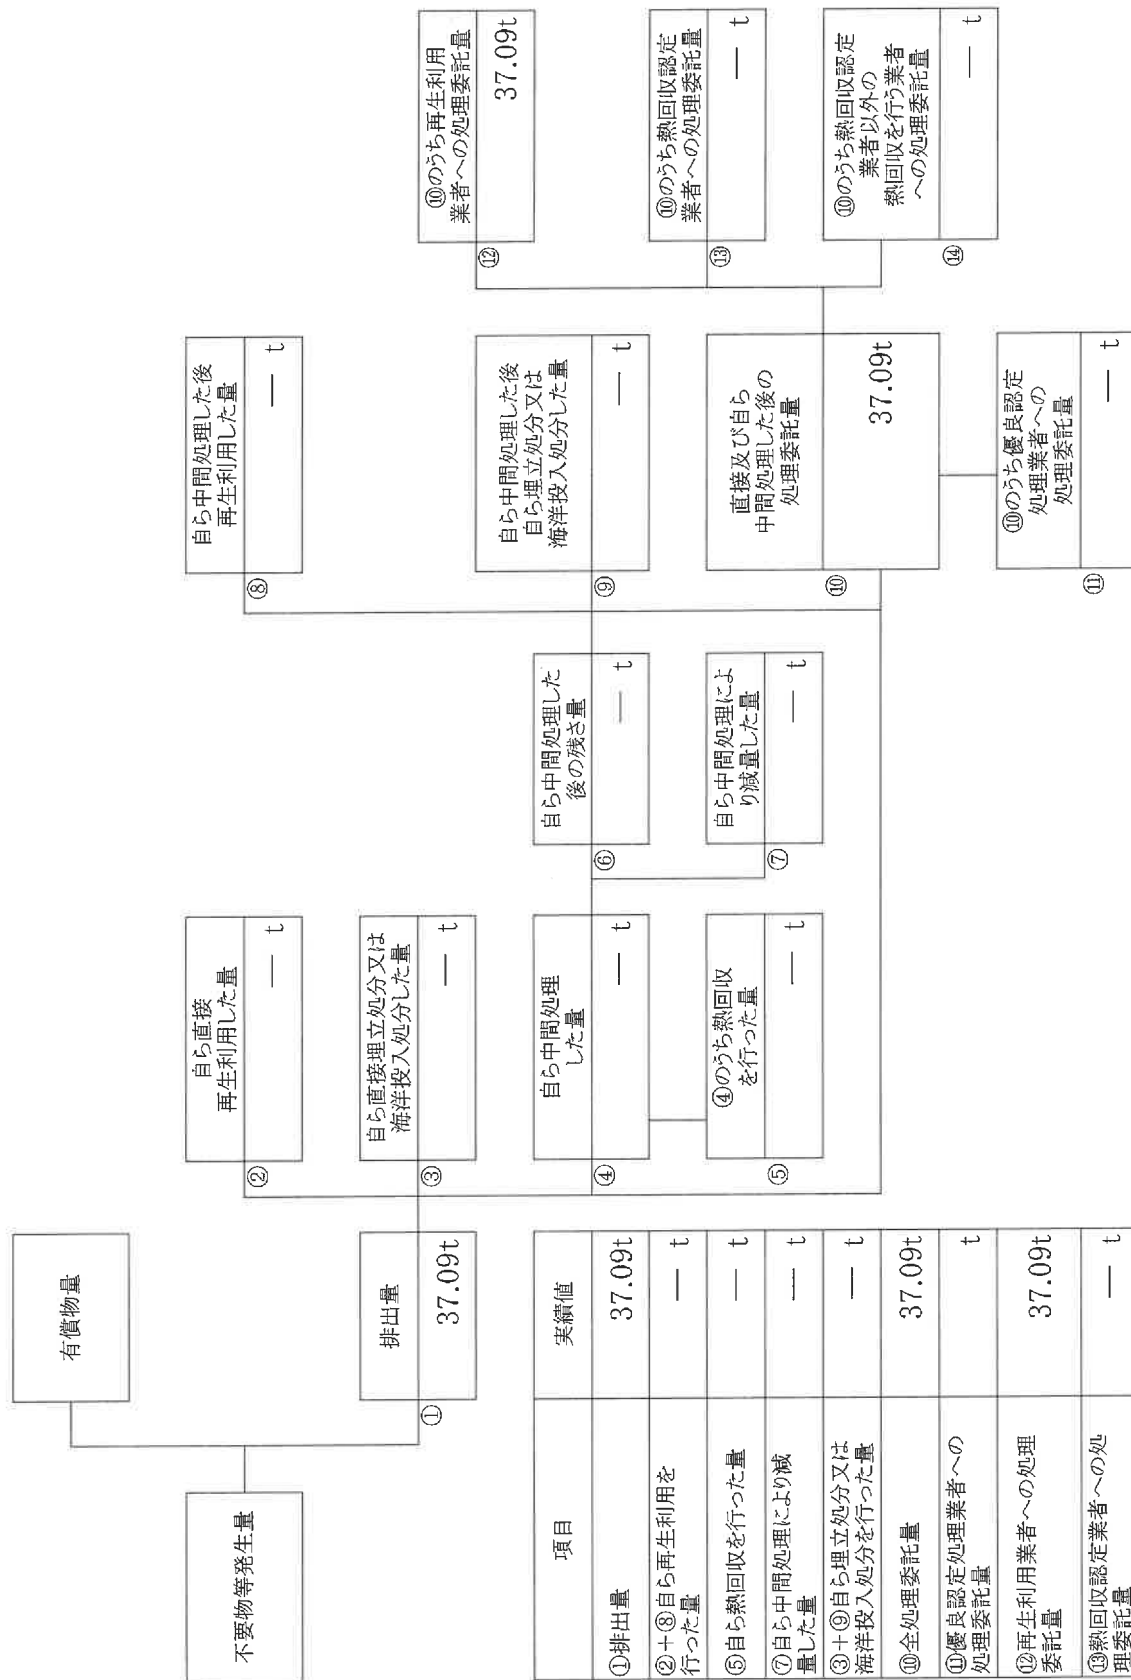 不要物等発生量
有償物量
①
排出量
37.09t
②
自ら直接
再生利用した量
— t
③
自ら直接埋立処分又は
海洋投入処分した量
— t
④
自ら中間処理
した量
— t
⑤
④のうち熱回収
を行った量
— t
⑥
自ら中間処理した
後の残さ量
— t
⑦
自ら中間処理によ
り減量した量
— t
⑧
自ら中間処理した後
再生利用した量
— t
⑨
自ら中間処理した後
自ら埋立処分又は
海洋投入処分した量
— t
⑩
直接及び自ら
中間処理した後の
処理委託量
37.09t
⑪
⑩のうち優良認定
処理業者への
処理委託量
— t
⑫
⑩のうち再生利用
業者への処理委託量
37.09t
⑬
⑩のうち熱回収認定
業者への処理委託量
— t
⑭
⑩のうち熱回収認定
業者以外の
熱回収を行う業者
への処理委託量
— t
項目 実績値
①排出量 37.09t
②+⑧自ら再生利用を
行った量 — t
⑤自ら熱回収を行った量 — t
⑦自ら中間処理により減
量した量 — t
③+⑨自ら埋立処分又は
海洋投入処分を行った量 — t
⑩全処理委託量 37.09t
⑪優良認定処理業者への
処理委託量 t
⑫再生利用業者への処理
委託量 37.09t
⑬熱回収認定業者への処
理委託量 — t